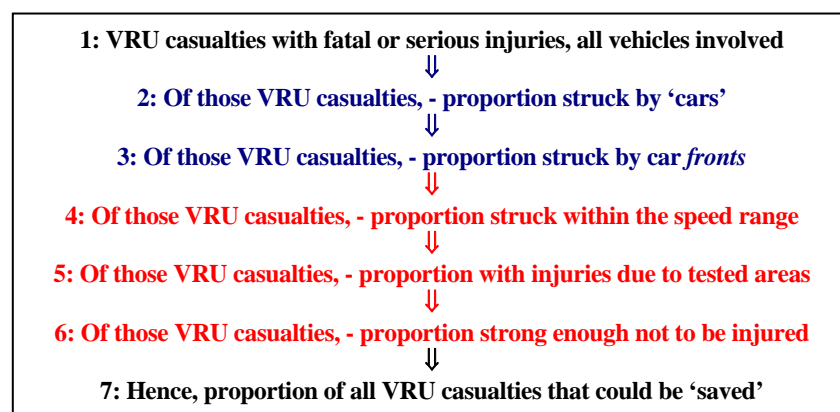 1: VRU casualties with fatal or serious injuries, all vehicles involved
⇓
2: Of those VRU casualties, - proportion struck by ‘cars’
⇓
3: Of those VRU casualties, - proportion struck by car fronts
⇓
4: Of those VRU casualties, - proportion struck within the speed range
⇓
5: Of those VRU casualties, - proportion with injuries due to tested areas
⇓
6: Of those VRU casualties, - proportion strong enough not to be injured
⇓
7: Hence, proportion of all VRU casualties that could be ‘saved’